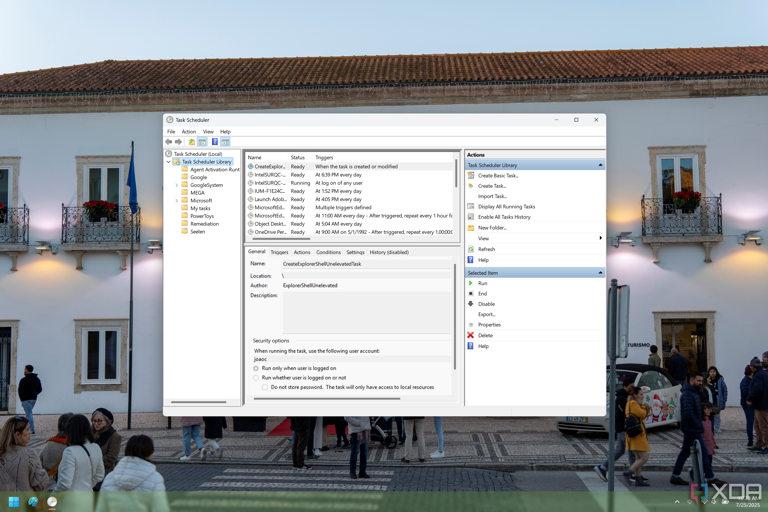 Task Scheduler
File Action View Help
Task Scheduler (Local)
Task Scheduler Library
Agent Activation Runt
Google
GoogleSystem
MEGA
Microsoft
My tasks
PowerToys
Remediation
Seelen
Name Status Triggers
CreateExplor... Ready When the task is created or modified
IntelSURQC-... Ready At 6:39 PM every day
IntelSURQC-... Running At log on of any user
IUM-F1E24C... Ready At 1:52 PM every day
Launch Adob... Ready At 4:05 PM every day
MicrosoftEd... Ready Multiple triggers defined
MicrosoftEd... Ready At 11:00 AM every day - After triggered, repeat every 1 hour fo
Object Deskt... Ready At 5:04 AM every day
OneDrive Per... Ready At 9:00 AM on 5/1/1992 - After triggered, repeat every 1.00:00:0
General Triggers Actions Conditions Settings History (disabled)
Name: CreateExplorerShellUnelevatedTask
Location: \
Author: ExplorerShellUnelevated
Description:
Security options
When running the task, use the following user account:
joaoc
Run only when user is logged on
Run whether user is logged on or not
Do not store password. The task will only have access to local resources
Actions
Task Scheduler Library
Create Basic Task...
Create Task...
Import Task...
Display All Running Tasks
Enable All Tasks History
New Folder...
View
Refresh
Help
Selected Item
Run
End
Disable
Export...
Properties
Delete
Help
TURISMO
XDA
7/25/2025